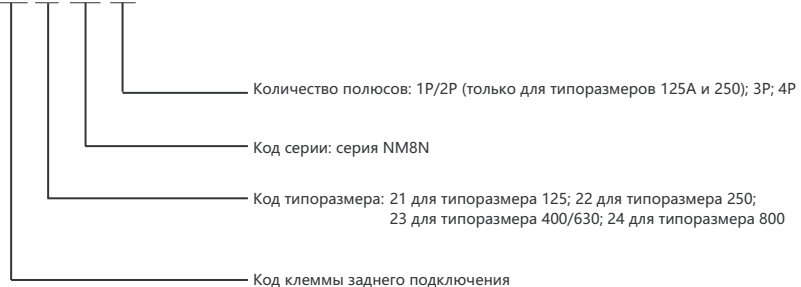 Количество полюсов: 1P/2P (только для типоразмеров 125А и 250); 3P; 4P
Код серии: серия NM8N
Код типоразмера: 21 для типоразмера 125; 22 для типоразмера 250;
23 для типоразмера 400/630; 24 для типоразмера 800
Код клеммы заднего подключения